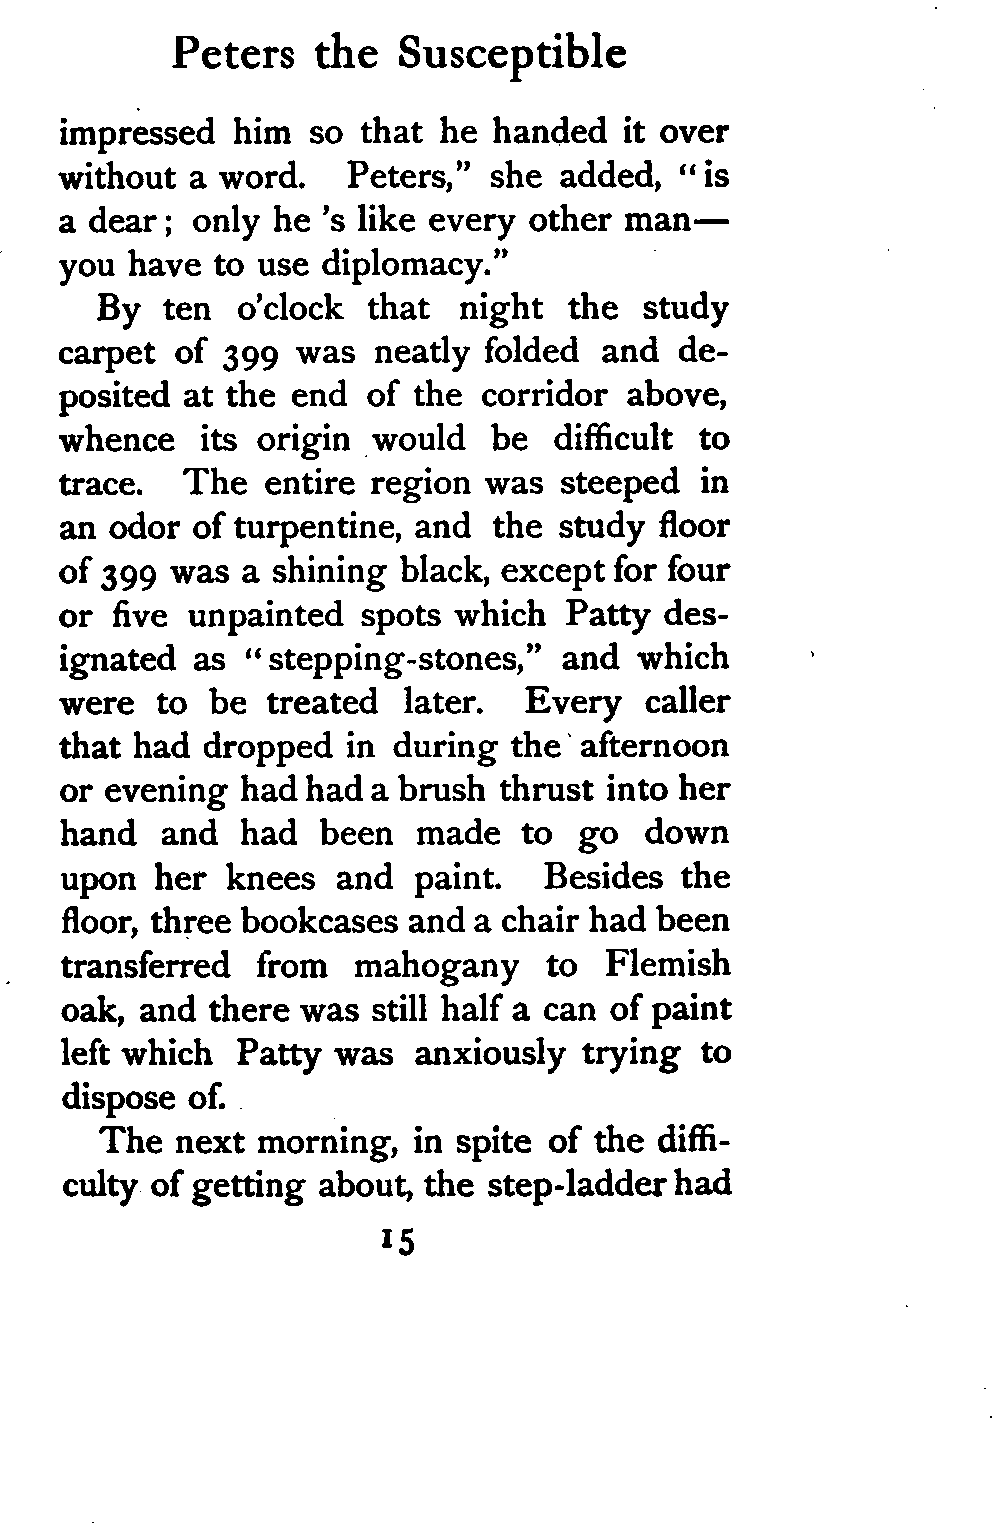 Peters the Susceptible
impressed him so that he handed it over
without a word. Peters,” she added, “is
a dear; only he 's like every other man—
you have to use diplomacy.”
By ten o'clock that night the study
carpet of 399 was neatly folded and de-
posited at the end of the corridor above,
whence its origin would be difficult to
trace. The entire region was steeped in
an odor of turpentine, and the study floor
of 399 was a shining black, except for four
or five unpainted spots which Patty des-
ignated as “stepping-stones,” and which
were to be treated later. Every caller
that had dropped in during the afternoon
or evening had had a brush thrust into her
hand and had been made to go down
upon her knees and paint. Besides the
floor, three bookcases and a chair had been
transferred from mahogany to Flemish
oak, and there was still half a can of paint
left which Patty was anxiously trying to
dispose of.
The next morning, in spite of the diffi-
culty of getting about, the step-ladder had
15